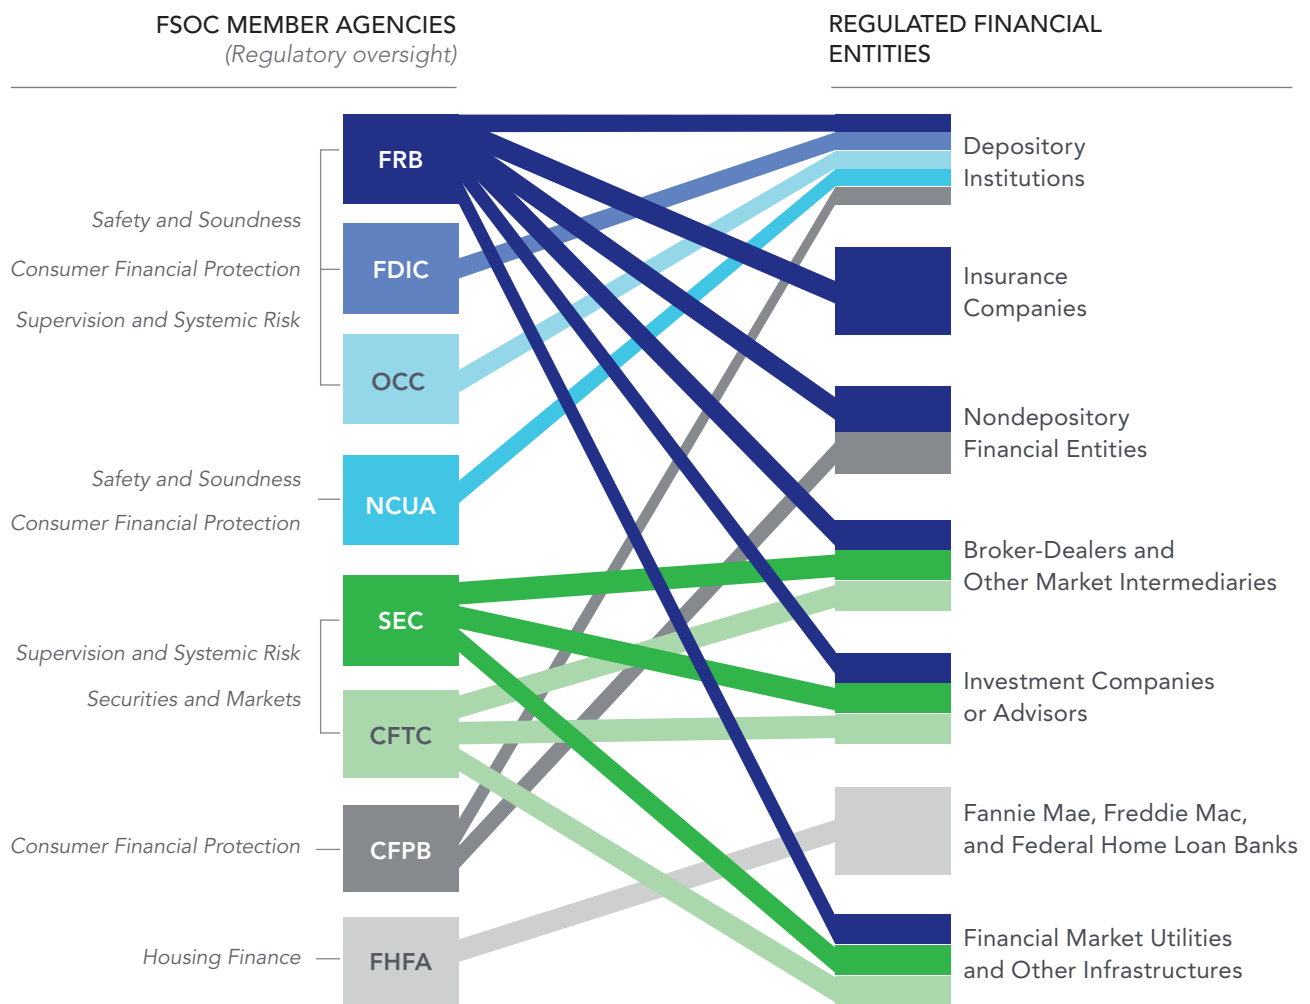 FSOC MEMBER AGENCIES
(Regulatory oversight)
REGULATED FINANCIAL
ENTITIES
Safety and Soundness
Consumer Financial Protection
Supervision and Systemic Risk
FRB
FDIC
OCC
Safety and Soundness
Consumer Financial Protection
NCUA
Supervision and Systemic Risk
Securities and Markets
SEC
CFTC
Consumer Financial Protection
CFPB
Housing Finance
FHFA
Depository
Institutions
Insurance
Companies
Nondepository
Financial Entities
Broker-Dealers and
Other Market Intermediaries
Investment Companies
or Advisors
Fannie Mae, Freddie Mac,
and Federal Home Loan Banks
Financial Market Utilities
and Other Infrastructures